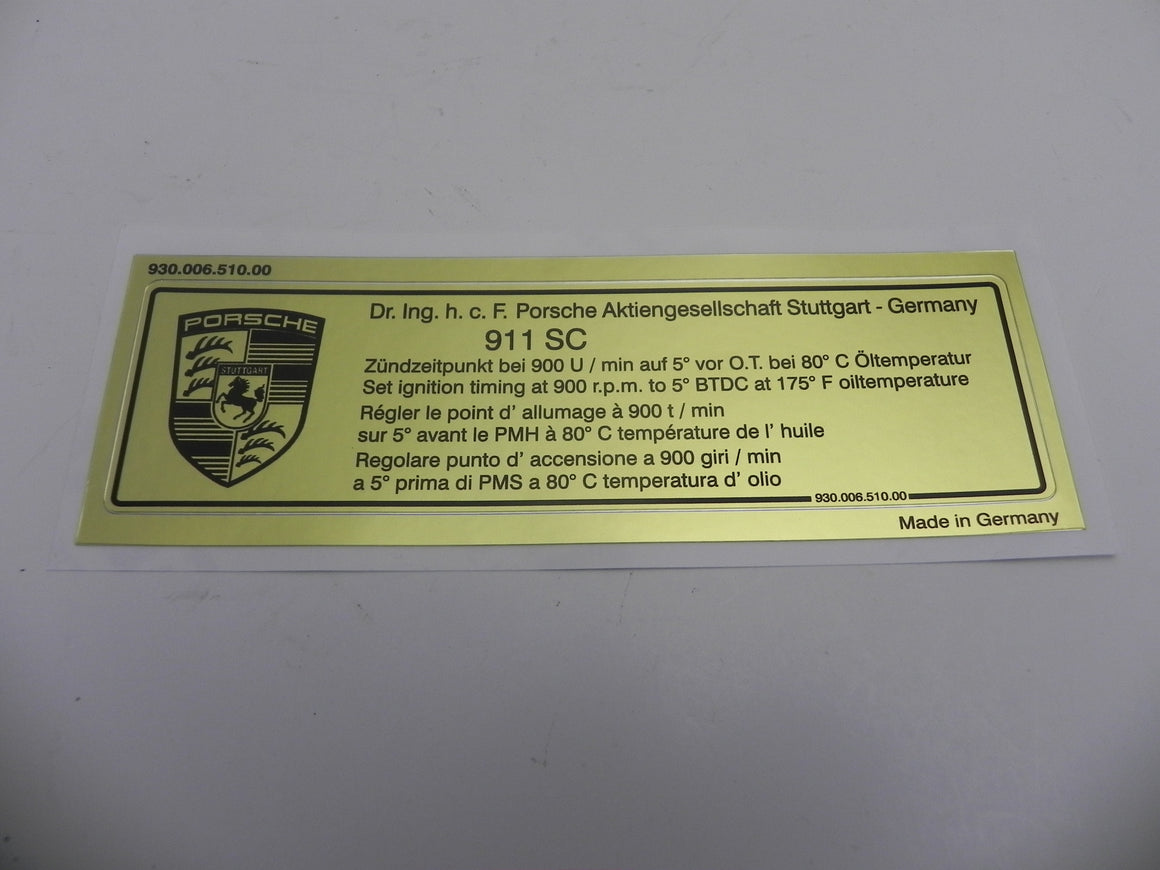 930.006.510.00
PORSCHE
STUTTGART
Dr. Ing. h. c. F. Porsche Aktiengesellschaft Stuttgart - Germany
911 SC
Zündzeitpunkt bei 900 U / min auf 5° vor O.T. bei 80° C Öltemperatur
Set ignition timing at 900 r.p.m. to 5° BTDC at 175° F oiltemperature
Régler le point d' allumage à 900 t / min
sur 5° avant le PMH à 80° C température de l' huile
Regolare punto d' accensione a 900 giri / min
a 5° prima di PMS a 80° C temperatura d' olio
930.006.510.00
Made in Germany